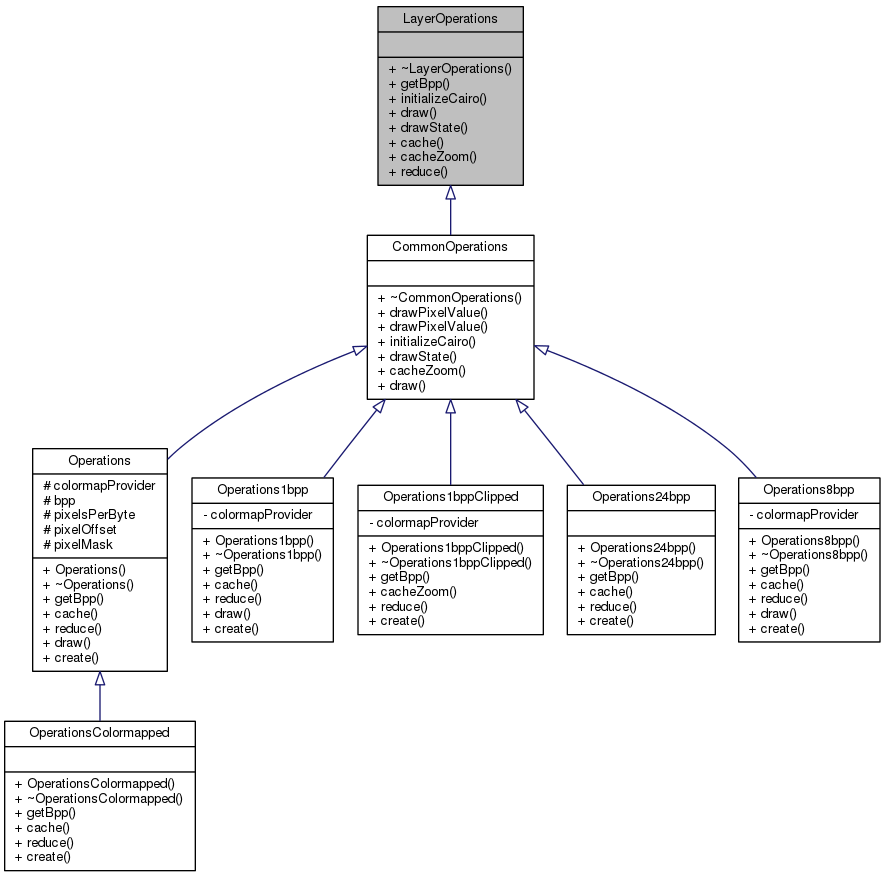 LayerOperations
+ ~LayerOperations()
+ getBpp()
+ initializeCairo()
+ draw()
+ drawState()
+ cache()
+ cacheZoom()
+ reduce()
CommonOperations
+ ~CommonOperations()
+ drawPixelValue()
+ drawPixelValue()
+ initializeCairo()
+ drawState()
+ cacheZoom()
+ draw()
Operations
# colormapProvider
# bpp
# pixelsPerByte
# pixelOffset
# pixelMask
+ Operations()
+ ~Operations()
+ getBpp()
+ cache()
+ reduce()
+ draw()
+ create()
Operations1bpp
- colormapProvider
+ Operations1bpp()
+ ~Operations1bpp()
+ getBpp()
+ cache()
+ reduce()
+ draw()
+ create()
Operations1bppClipped
- colormapProvider
+ Operations1bppClipped()
+ ~Operations1bppClipped()
+ getBpp()
+ cacheZoom()
+ reduce()
+ create()
Operations24bpp
+ Operations24bpp()
+ ~Operations24bpp()
+ getBpp()
+ cache()
+ reduce()
+ create()
Operations8bpp
- colormapProvider
+ Operations8bpp()
+ ~Operations8bpp()
+ getBpp()
+ cache()
+ reduce()
+ draw()
+ create()
OperationsColormapped
+ OperationsColormapped()
+ ~OperationsColormapped()
+ getBpp()
+ cache()
+ reduce()
+ create()